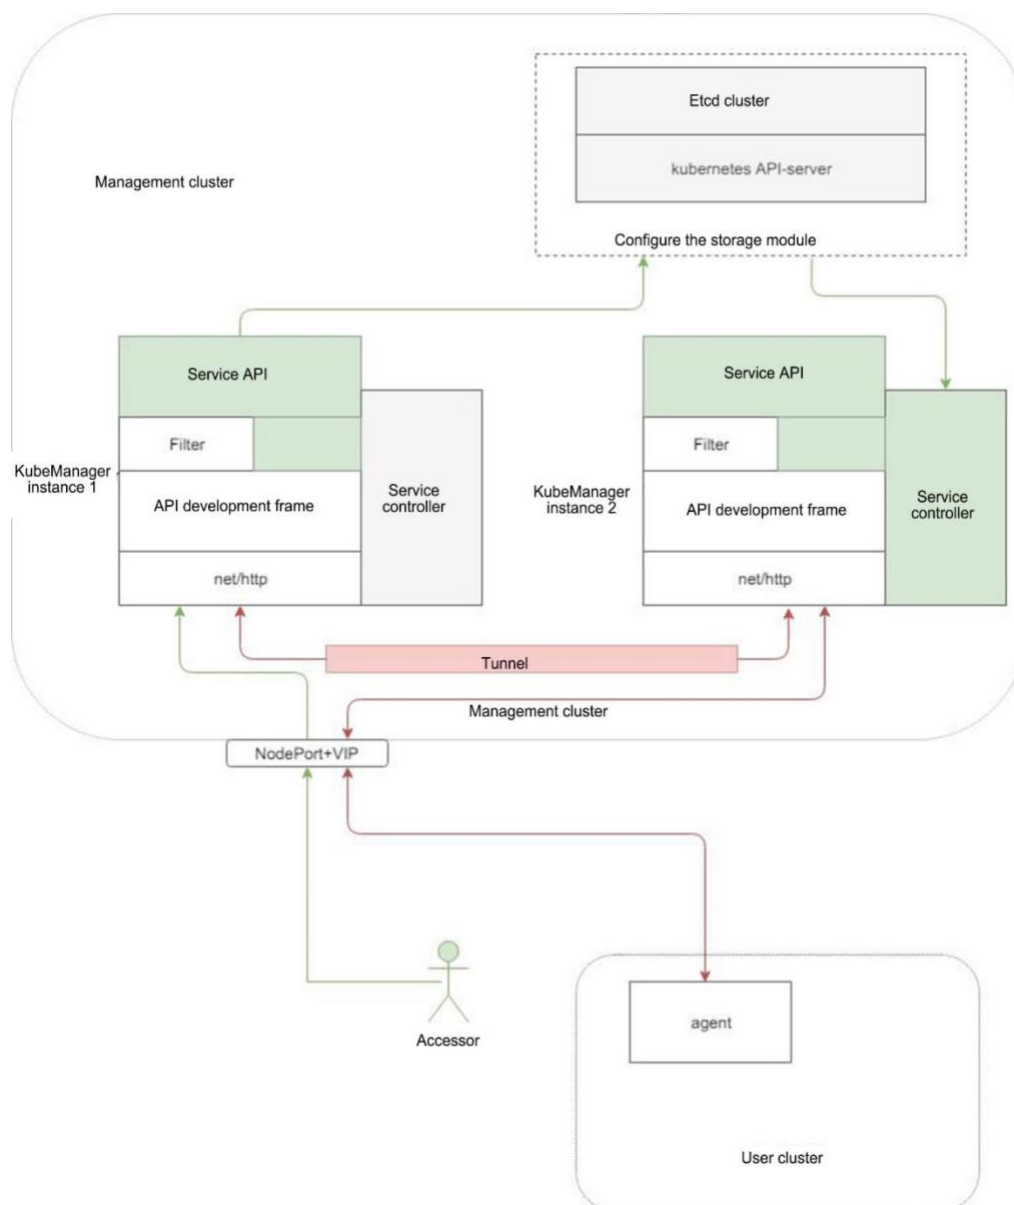 Etcd cluster
kubernetes API-server
Management cluster
Configure the storage module
Service API
Filter
KubeManager
instance 1
API development frame
Service
controller
net/http
Service API
Filter
KubeManager
instance 2
API development frame
Service
controller
net/http
Tunnel
Management cluster
NodePort+VIP
Accessor
agent
User cluster